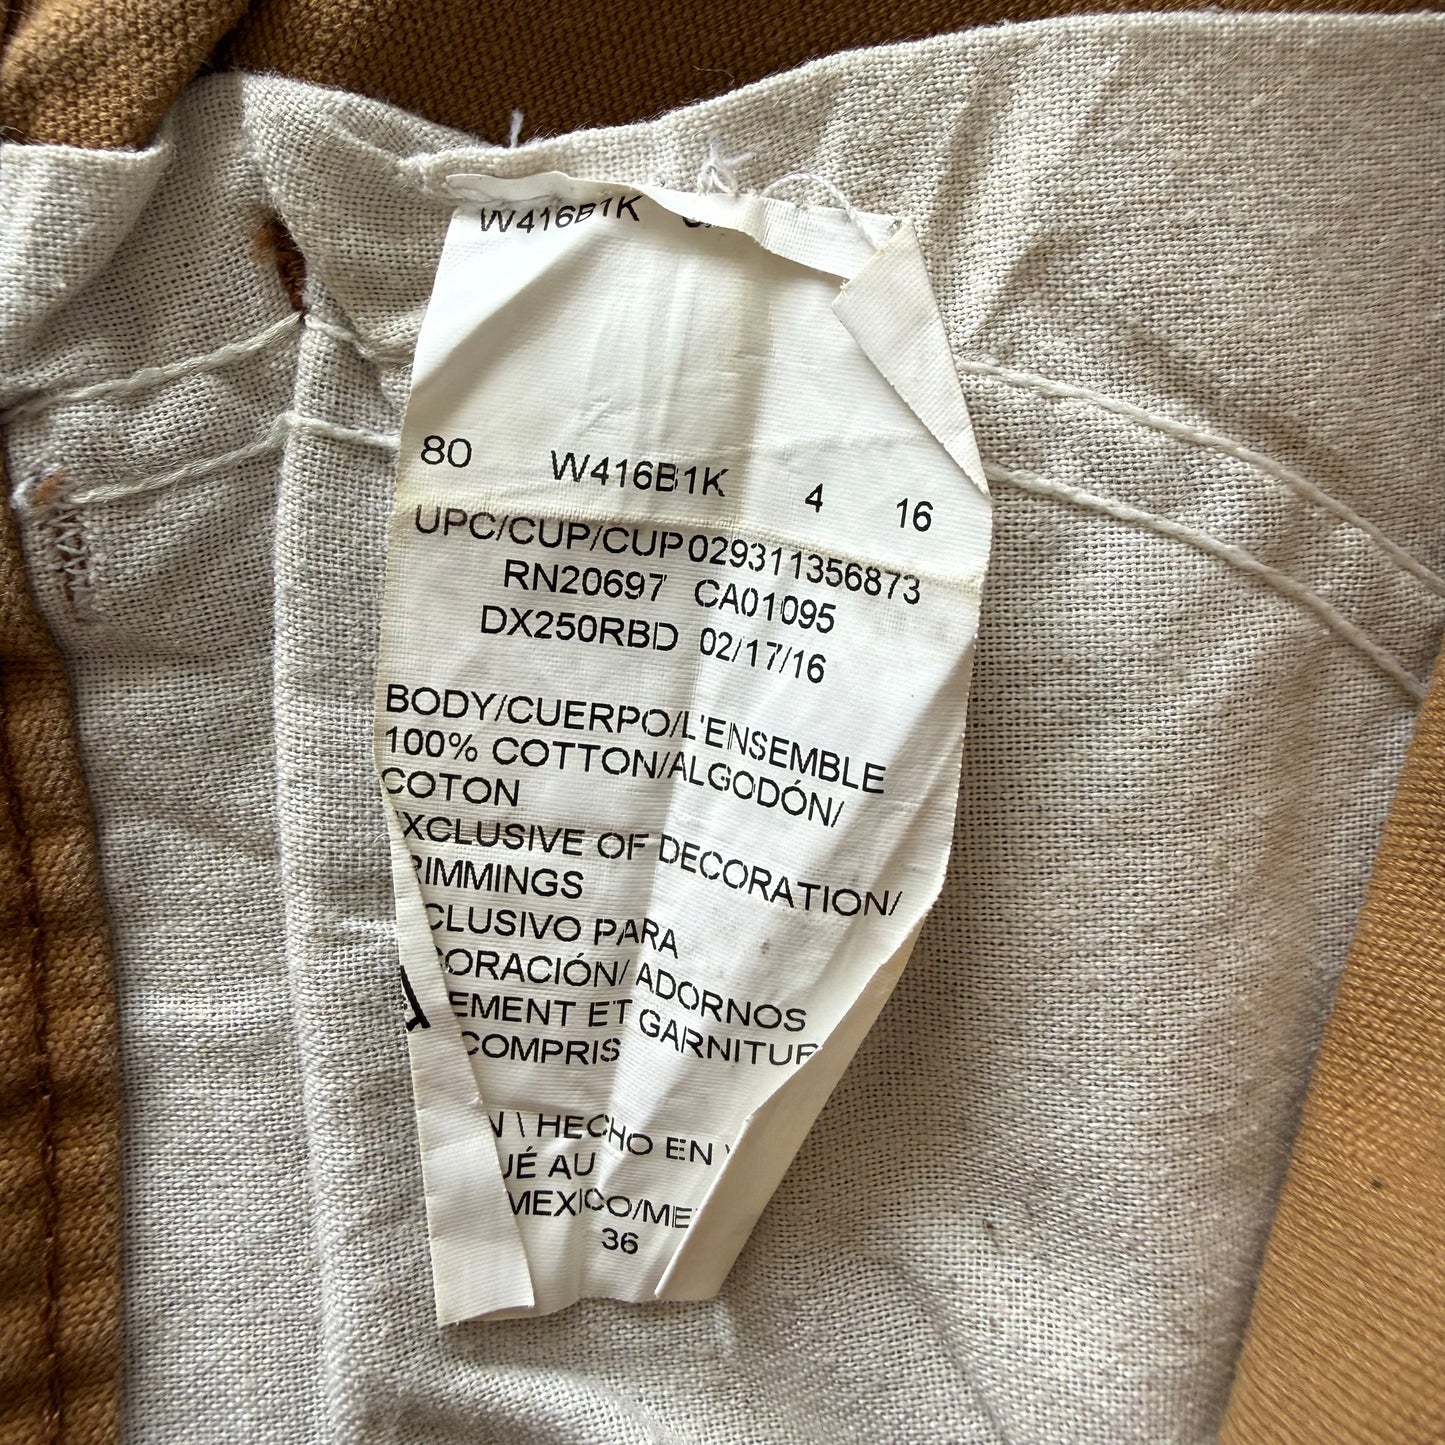 W416B1K
80 W416B1K 4 16
UPC/CUP/CUP 029311356873
RN20697 CA01095
DX250RBD 02/17/16
BODY/CUERPO/L'ENSEMBLE
100% COTTON/ALGODÓN/
COTON
XCLUSIVE OF DECORATION/
RIMMINGS
CLUSIVO PARA
CORACIÓN/ ADORNOS
EMENT ET GARNITUR
COMPRIS
N \ HECHO EN
UÉ AU
MEXICO/ME
36